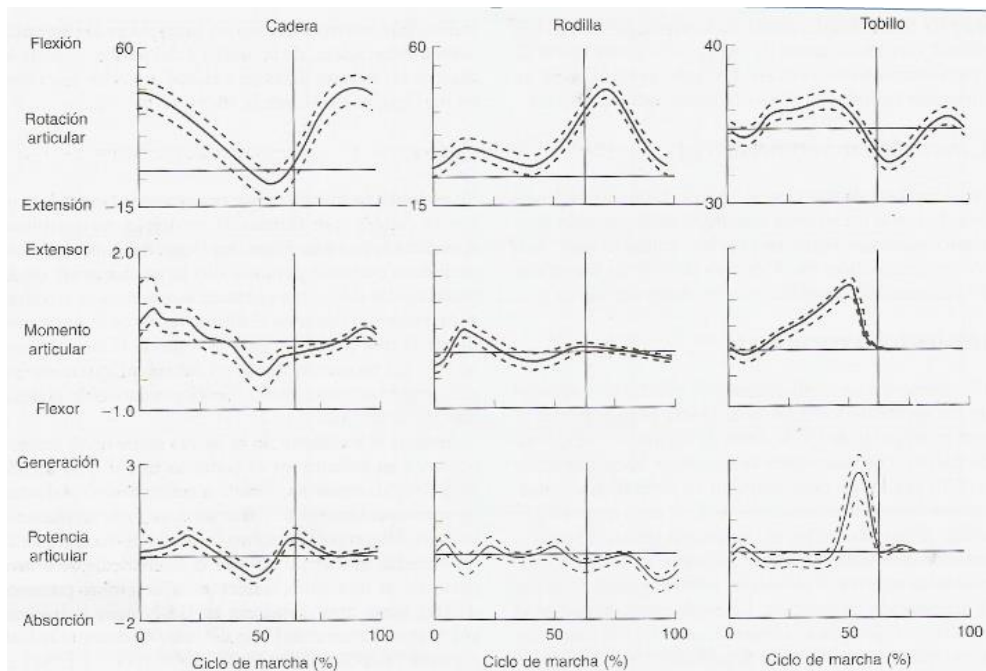 Cadera Rodilla Tobillo
Flexión
60 60 40
Rotación
articular
Extensión
-15 -15 30
Extensor
2.0
Momento
articular
Flexor
-1.0
Generación
3
Potencia
articular
Absorción
-2
50 100 0 50 100 0 50 100
Ciclo de marcha (%) Ciclo de marcha (%) Ciclo de marcha (%)